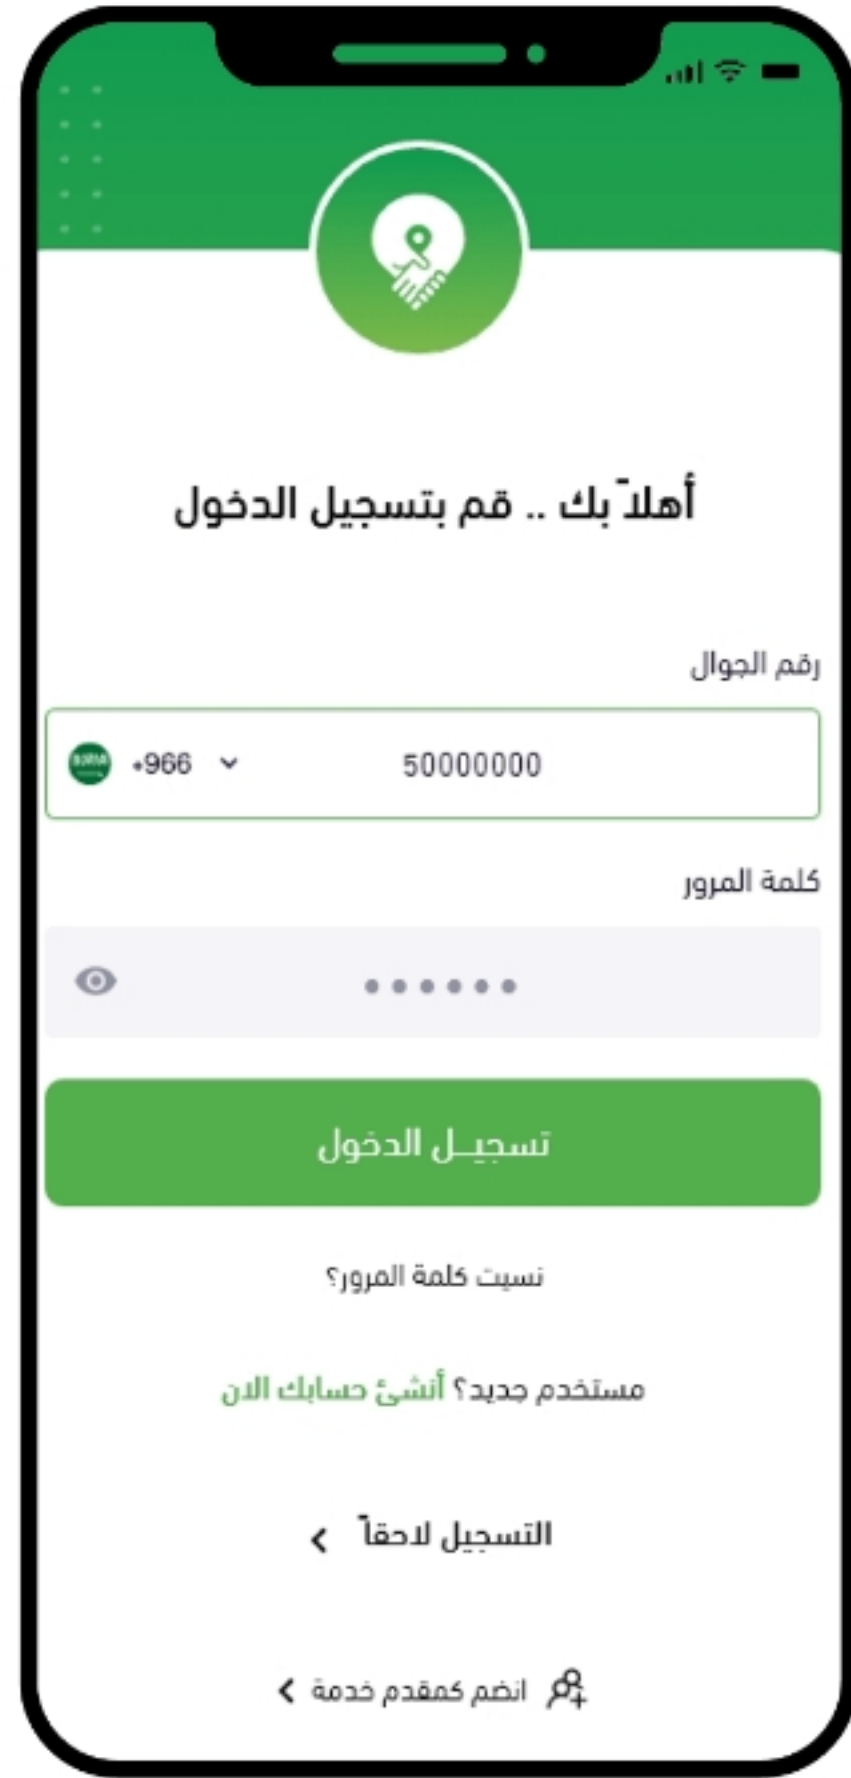 أهلاً بك .. قم بتسجيل الدخول
رقم الجوال
+966 50000000
كلمة المرور
تسجيــل الدخول
نسيت كلمة المرور؟
مستخدم جديد؟ أنشئ حسابك الان
التسجيل لاحقاً
انضم كمقدم خدمة